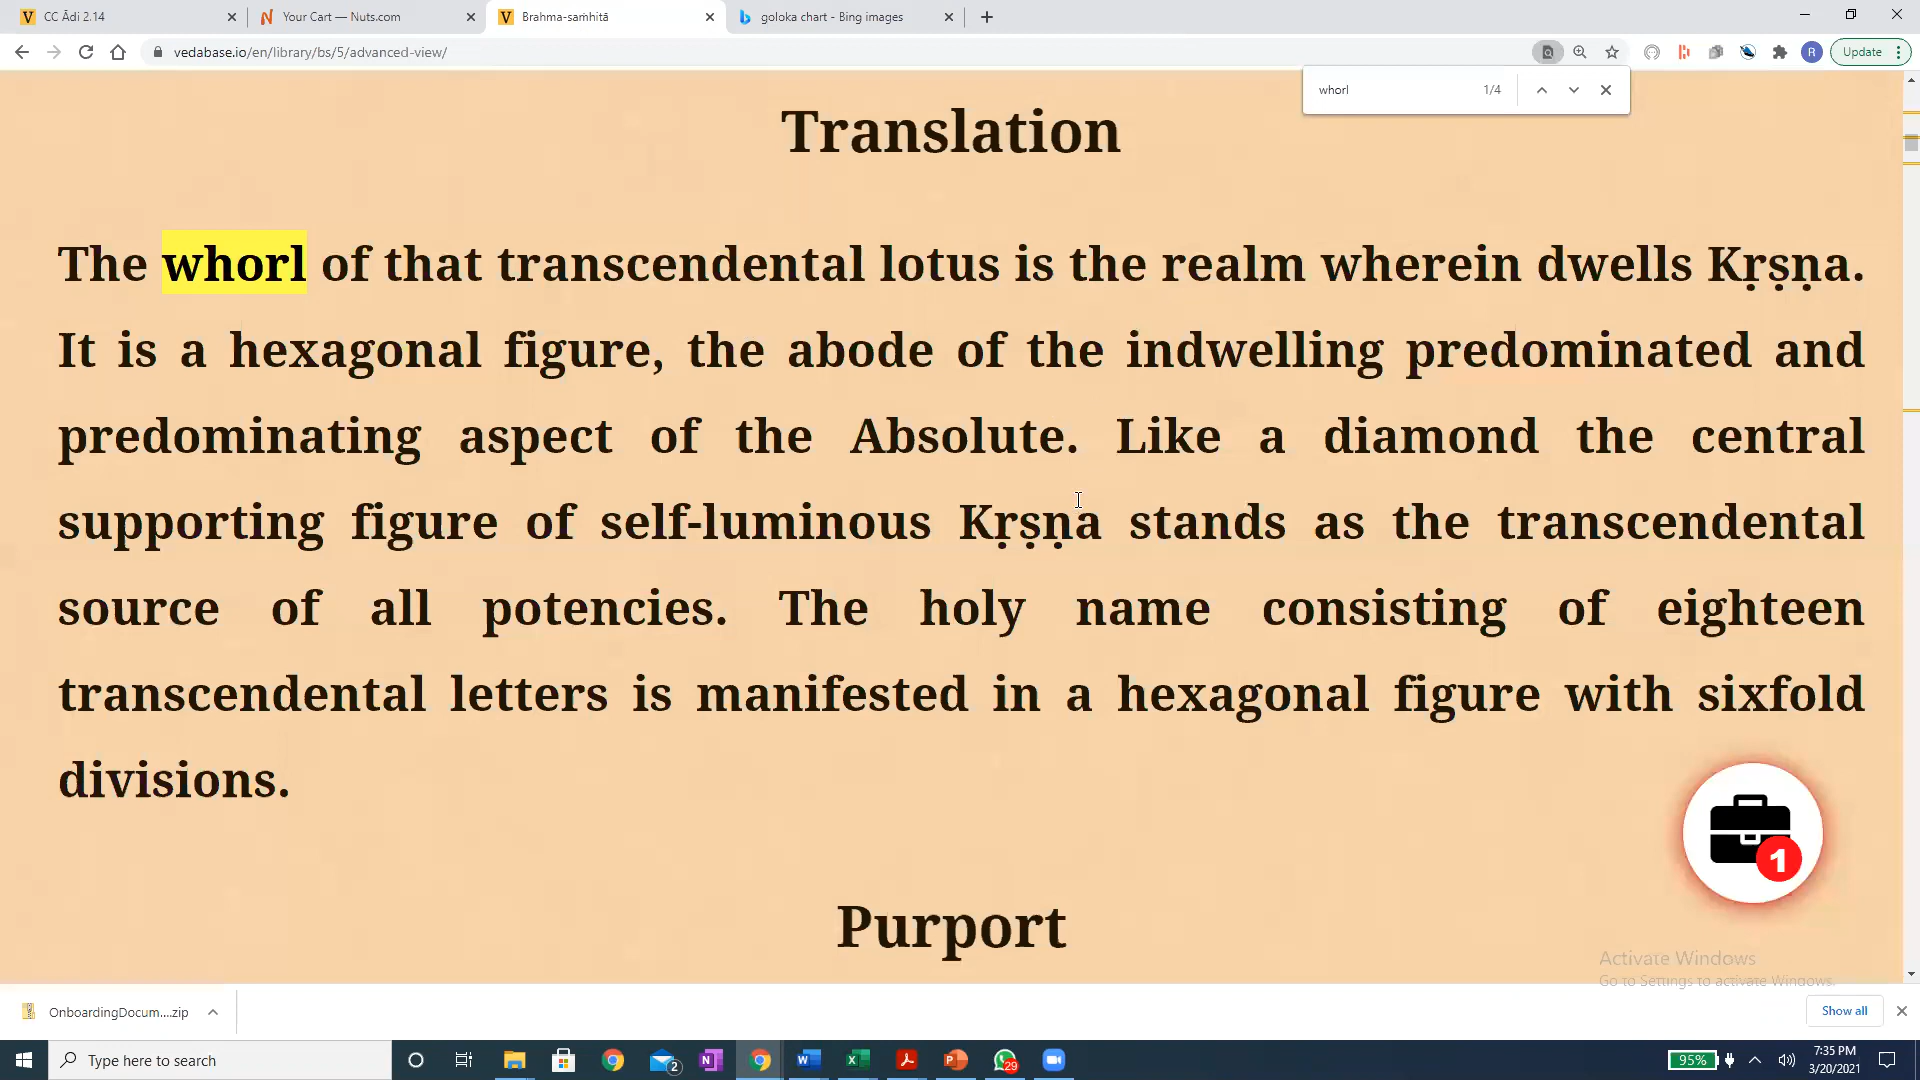 CC Ādi 2.14
Your Cart — Nuts.com
Brahma-saṁhitā
goloka chart - Bing images
vedabase.io/en/library/bs/5/advanced-view/
R
Update
whorl
1/4
Translation
The whorl of that transcendental lotus is the realm wherein dwells Kṛṣṇa.
It is a hexagonal figure, the abode of the indwelling predominated and
predominating aspect of the Absolute. Like a diamond the central
supporting figure of self-luminous Kṛṣṇa stands as the transcendental
source of all potencies. The holy name consisting of eighteen
transcendental letters is manifested in a hexagonal figure with sixfold
divisions.
1
Purport
Activate Windows
Go to Settings to activate Windows.
OnboardingDocum....zip
Show all
Type here to search
2
29
95%
7:35 PM
3/20/2021